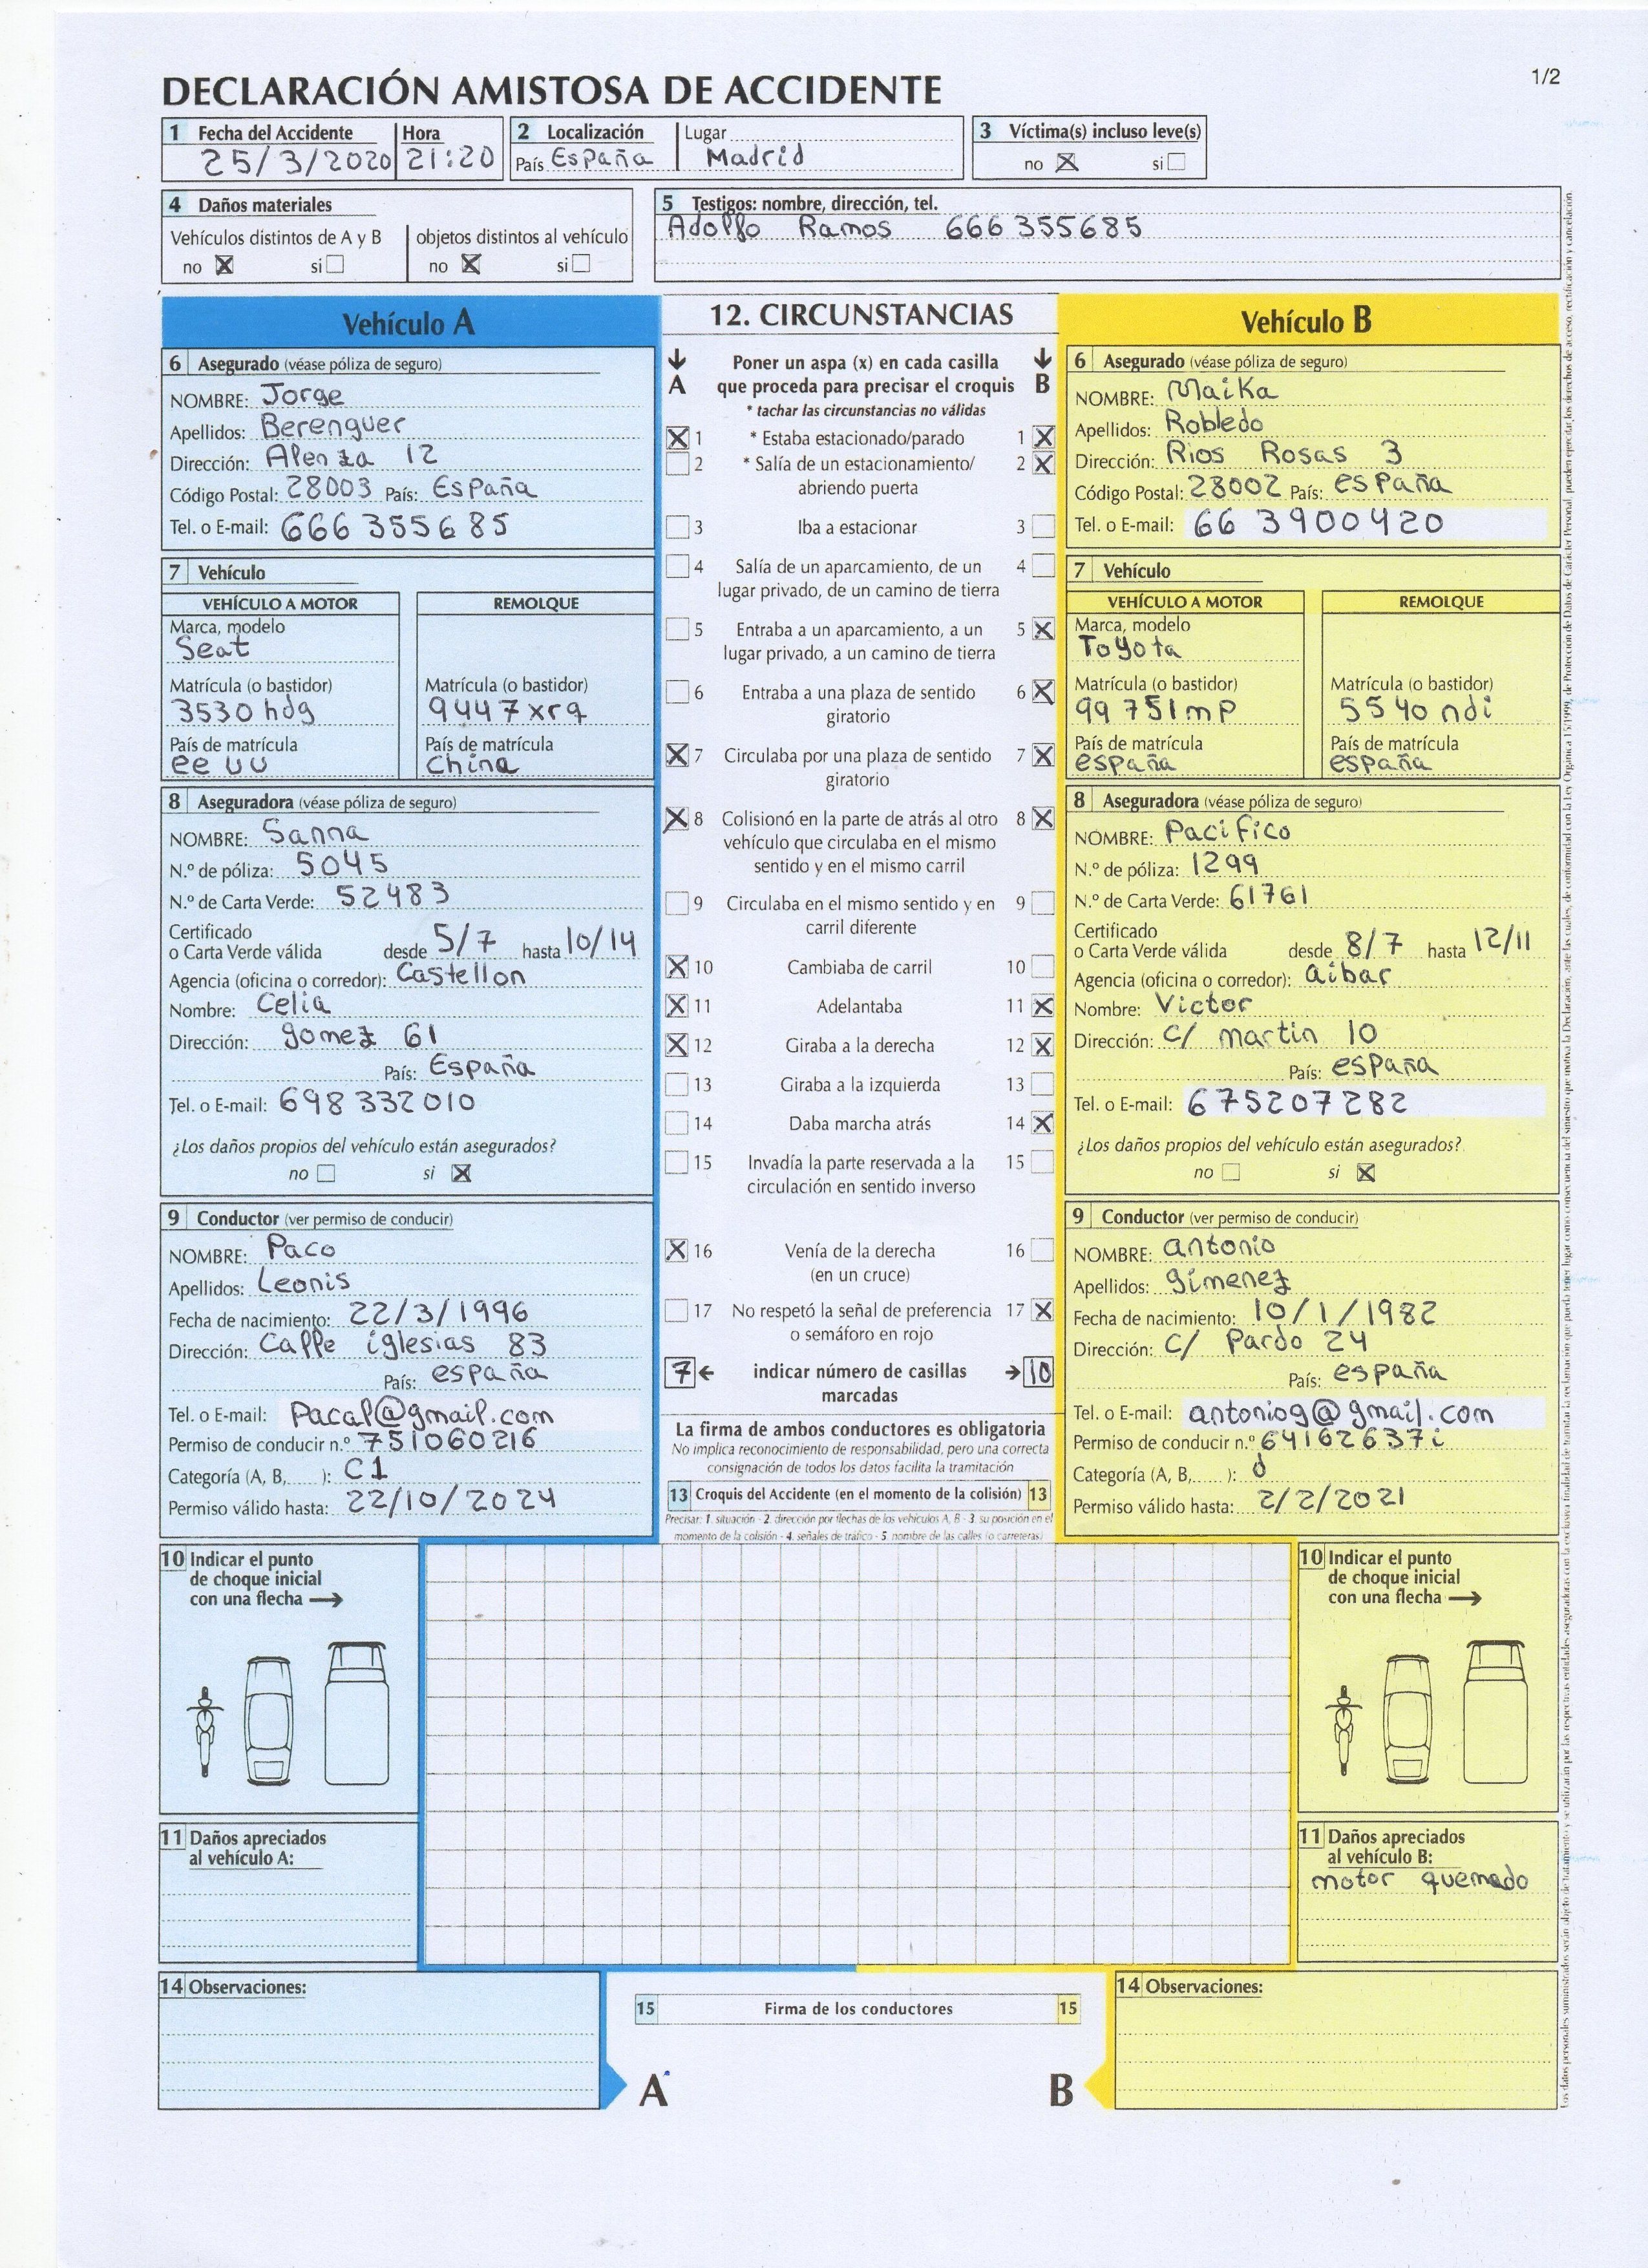 1/2
DECLARACIÓN AMISTOSA DE ACCIDENTE
1 Fecha del Accidente Hora
25/3/2020 21:20
2 Localización Lugar
País España Madrid
3 Víctima(s) incluso leve(s)
no X si
4 Daños materiales
Vehículos distintos de A y B objetos distintos al vehículo
no X si no X si
5 Testigos: nombre, dirección, tel.
Adolfo Ramos 666 355685
Vehículo A
6 Asegurado (véase póliza de seguro)
NOMBRE: Jorge
Apellidos: Berenguer
Dirección: Alenza 12
Código Postal: 28003 País: España
Tel. o E-mail: 666 355685
7 Vehículo
VEHÍCULO A MOTOR REMOLQUE
Marca, modelo
Seat
Matrícula (o bastidor) Matrícula (o bastidor)
3530 hdg 9447xrq
País de matrícula País de matrícula
ee uu china
8 Aseguradora (véase póliza de seguro)
NOMBRE: Sanna
N.º de póliza: 5045
N.º de Carta Verde: 52483
Certificado
o Carta Verde válida desde 5/7 hasta 10/14
Agencia (oficina o corredor): Castellon
Nombre: Celia
Dirección: gomez 61
País: España
Tel. o E-mail: 698 332010
¿Los daños propios del vehículo están asegurados?
no si X
9 Conductor (ver permiso de conducir)
NOMBRE: Paco
Apellidos: Leonis
Fecha de nacimiento: 22/3/1996
Dirección: Calle iglesias 83
País: españa
Tel. o E-mail: Pacal@gmail.com
Permiso de conducir n.º 751060216
Categoría (A, B,.....): C1
Permiso válido hasta: 22/10/2024
10 Indicar el punto
de choque inicial
con una flecha →
11 Daños apreciados
al vehículo A:
14 Observaciones:
12. CIRCUNSTANCIAS
↓ Poner un aspa (x) en cada casilla ↓
A que proceda para precisar el croquis B
* tachar las circunstancias no válidas
X 1 * Estaba estacionado/parado 1 X
2 * Salía de un estacionamiento/ 2 X
abriendo puerta
3 Iba a estacionar 3
4 Salía de un aparcamiento, de un 4
lugar privado, de un camino de tierra
5 Entraba a un aparcamiento, a un 5 X
lugar privado, a un camino de tierra
6 Entraba a una plaza de sentido 6 X
giratorio
X 7 Circulaba por una plaza de sentido 7 X
giratorio
X 8 Colisionó en la parte de atrás al otro 8 X
vehículo que circulaba en el mismo
sentido y en el mismo carril
9 Circulaba en el mismo sentido y en 9
carril diferente
X 10 Cambiaba de carril 10
X 11 Adelantaba 11 X
X 12 Giraba a la derecha 12 X
13 Giraba a la izquierda 13
14 Daba marcha atrás 14 X
15 Invadía la parte reservada a la 15
circulación en sentido inverso
X 16 Venía de la derecha 16
(en un cruce)
17 No respetó la señal de preferencia 17 X
o semáforo en rojo
7 ← indicar número de casillas → 10
marcadas
La firma de ambos conductores es obligatoria
No implica reconocimiento de responsabilidad, pero una correcta
consignación de todos los datos facilita la tramitación
13 Croquis del Accidente (en el momento de la colisión) 13
Precisar: 1. situación - 2. dirección por flechas de los vehículos A, B - 3. su posición en el
momento de la colisión - 4. señales de tráfico - 5. nombre de las calles (o carreteras)
15 Firma de los conductores 15
A B
Vehículo B
6 Asegurado (véase póliza de seguro)
NOMBRE: Maika
Apellidos: Robledo
Dirección: Rios Rosas 3
Código Postal: 28002 País: españa
Tel. o E-mail: 66 3900420
7 Vehículo
VEHÍCULO A MOTOR REMOLQUE
Marca, modelo
Toyota
Matrícula (o bastidor) Matrícula (o bastidor)
99751mp 5540 ndi
País de matrícula País de matrícula
españa españa
8 Aseguradora (véase póliza de seguro)
NOMBRE: Pacifico
N.º de póliza: 1299
N.º de Carta Verde: 61761
Certificado
o Carta Verde válida desde 8/7 hasta 12/11
Agencia (oficina o corredor): aibar
Nombre: Victor
Dirección: C/ martin 10
País: españa
Tel. o E-mail: 675207282
¿Los daños propios del vehículo están asegurados?
no si X
9 Conductor (ver permiso de conducir)
NOMBRE: antonio
Apellidos: gimenez
Fecha de nacimiento: 10/1/1982
Dirección: C/ Pardo 24
País: españa
Tel. o E-mail: antoniog@gmail.com
Permiso de conducir n.º 64162637i
Categoría (A, B,.....):
Permiso válido hasta: 2/2/2021
10 Indicar el punto
de choque inicial
con una flecha →
11 Daños apreciados
al vehículo B:
motor quemado
14 Observaciones: